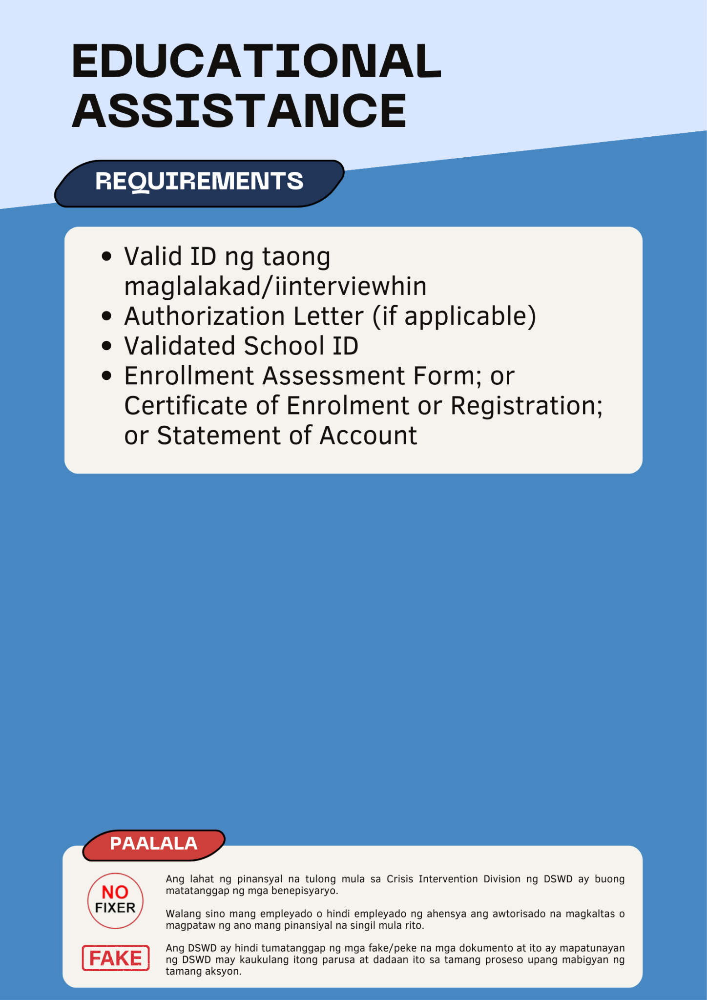 EDUCATIONAL
ASSISTANCE
REQUIREMENTS
• Valid ID ng taong
maglalakad/iinterviewhin
• Authorization Letter (if applicable)
• Validated School ID
• Enrollment Assessment Form; or
Certificate of Enrolment or Registration;
or Statement of Account
PAALALA
NO
FIXER
Ang lahat ng pinansyal na tulong mula sa Crisis Intervention Division ng DSWD ay buong
matatanggap ng mga benepisyaryo.
Walang sino mang empleyado o hindi empleyado ng ahensya ang awtorisado na magkaltas o
magpataw ng ano mang pinansiyal na singil mula rito.
FAKE
Ang DSWD ay hindi tumatanggap ng mga fake/peke na mga dokumento at ito ay mapatunayan
ng DSWD may kaukulang itong parusa at dadaan ito sa tamang proseso upang mabigyan ng
tamang aksyon.